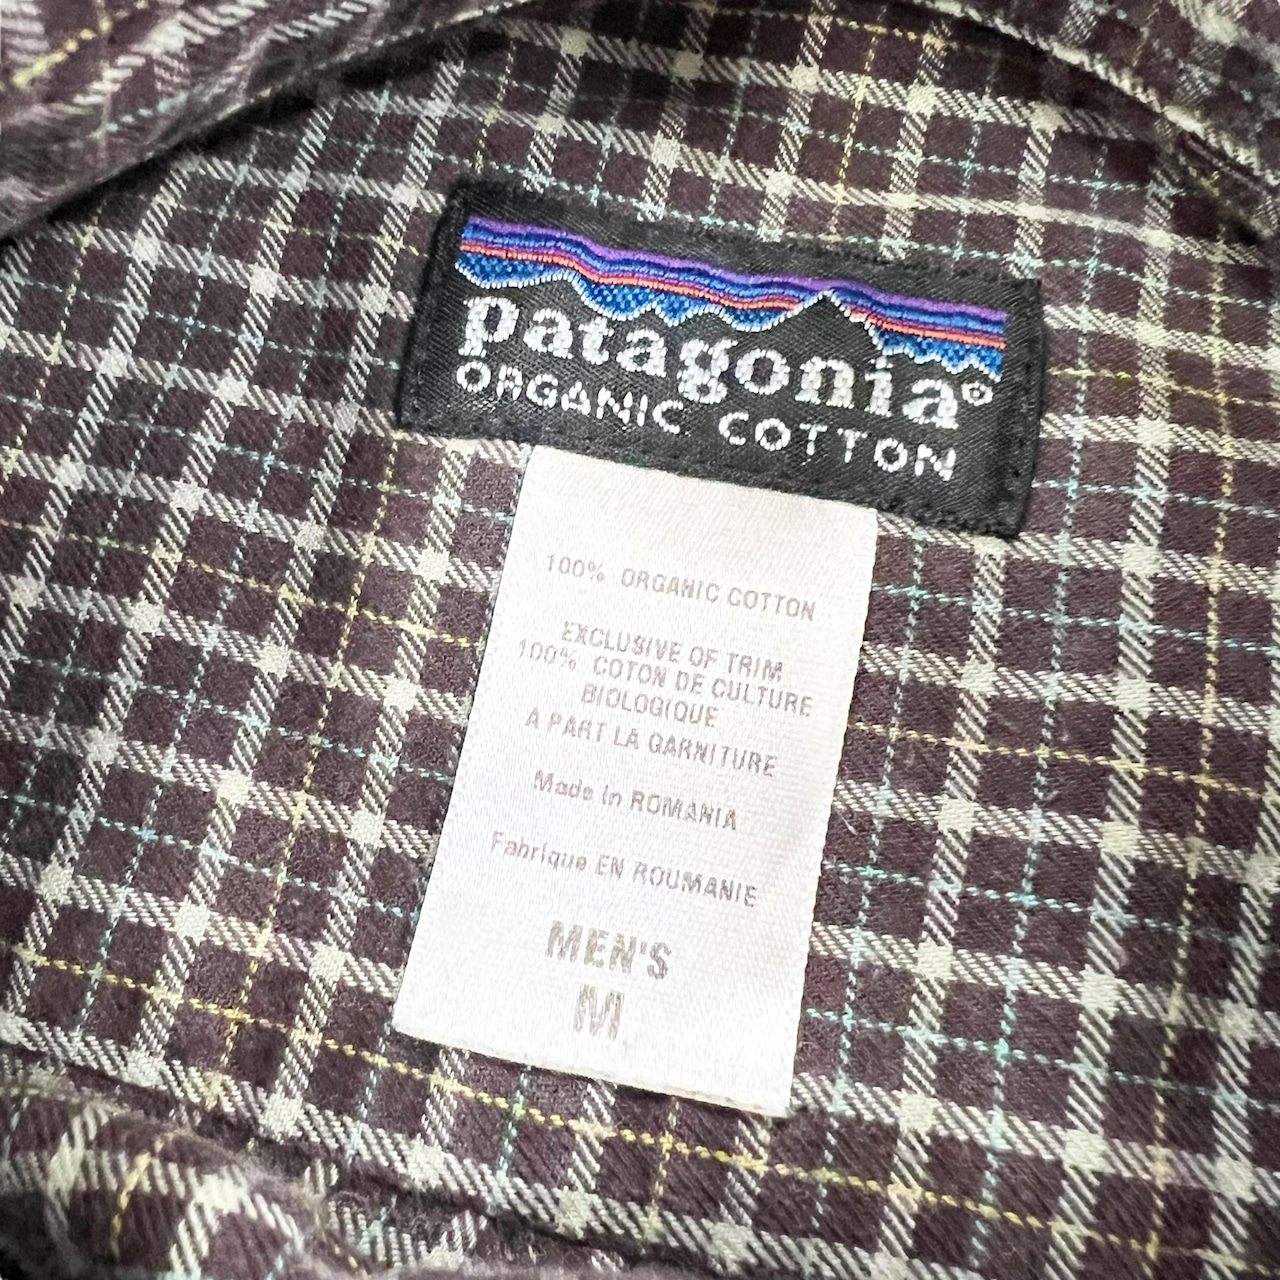 patagonia®
ORGANIC COTTON
100% ORGANIC COTTON
EXCLUSIVE OF TRIM
100% COTON DE CULTURE
BIOLOGIQUE
A PART LA GARNITURE
Made in ROMANIA
Fabrique EN ROUMANIE
MEN'S
M